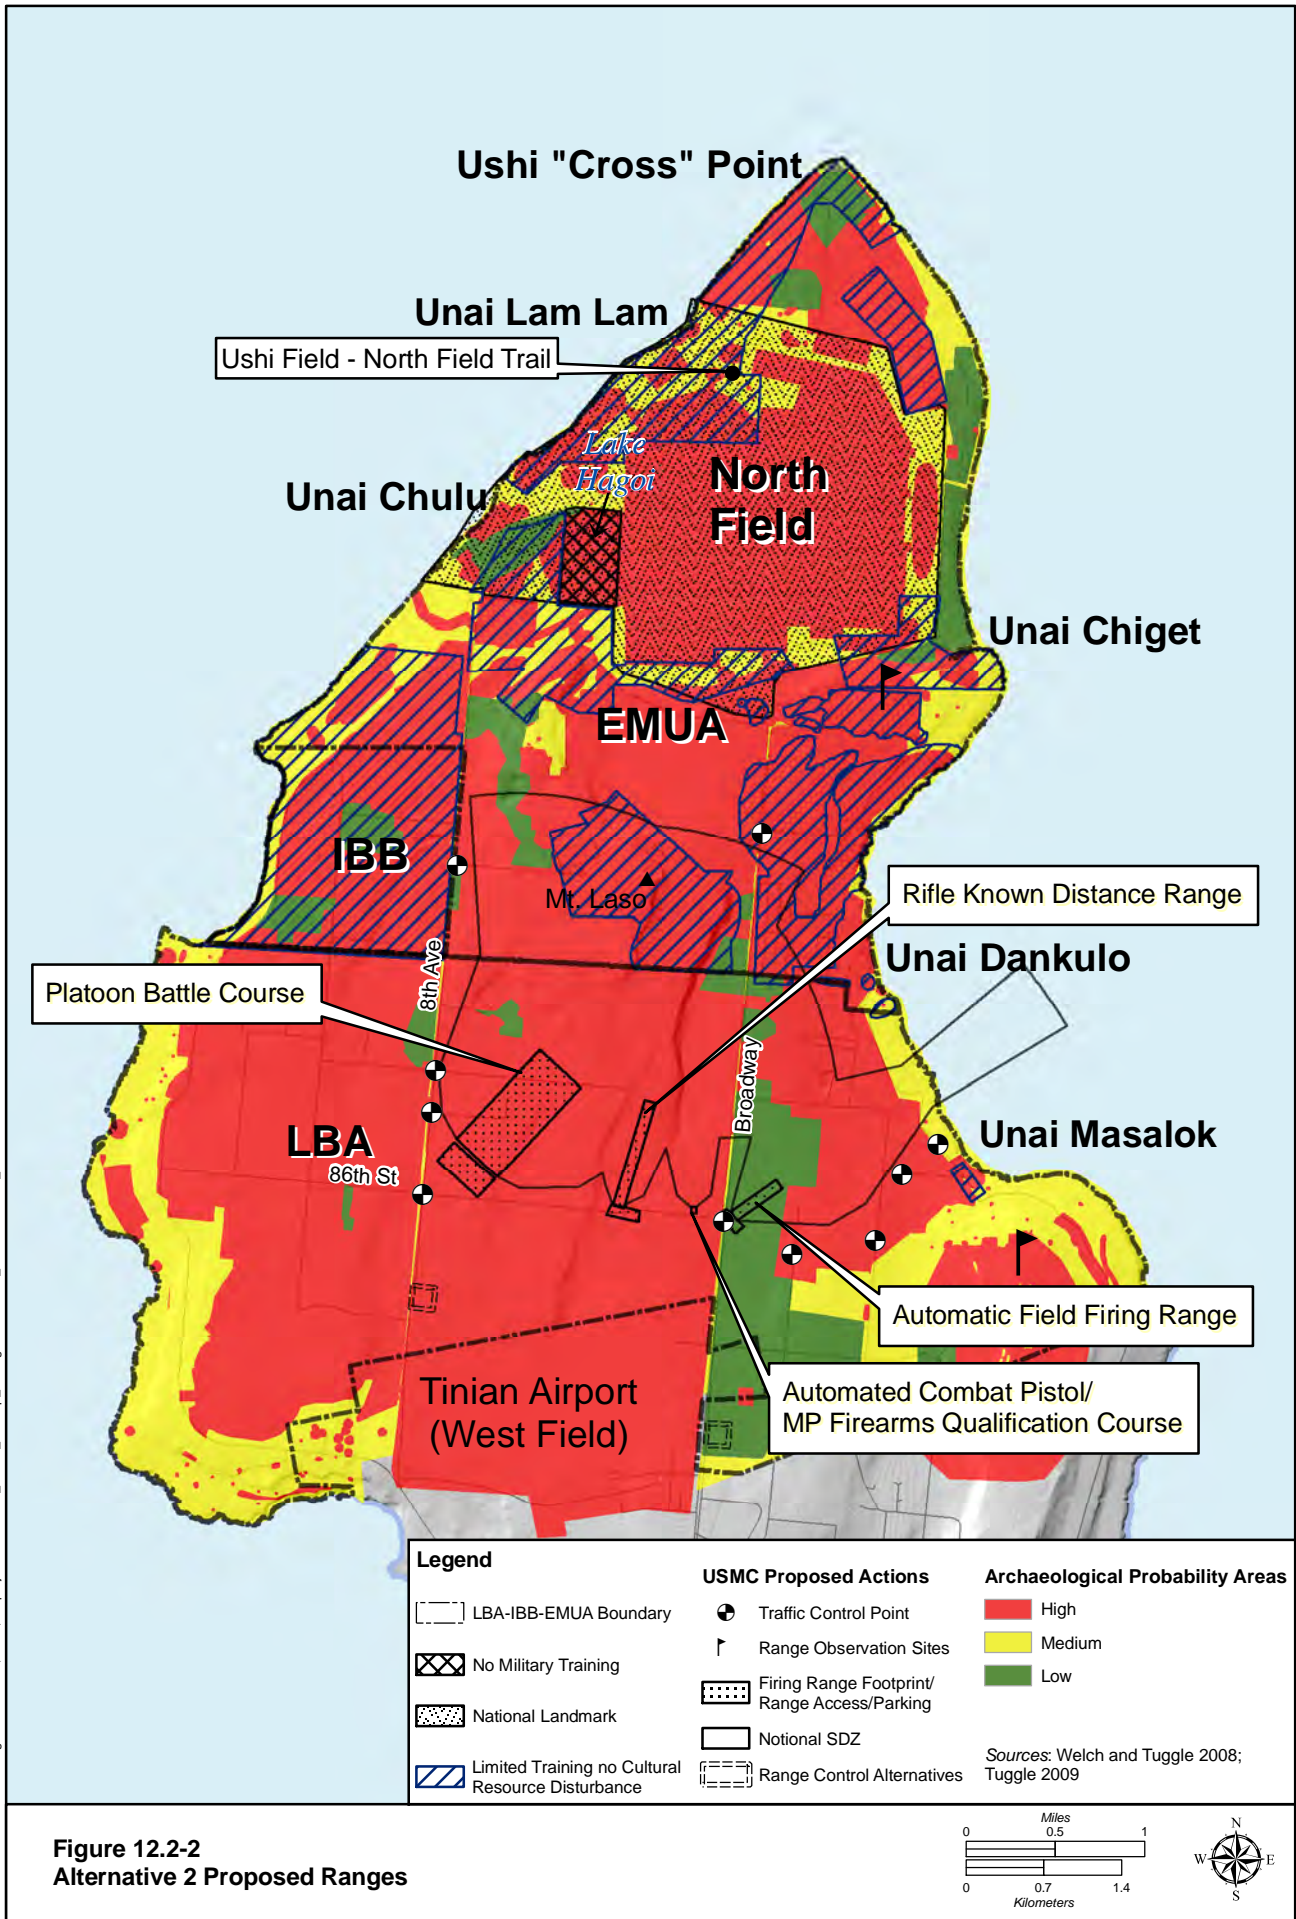 Ushi "Cross" Point
Unai Lam Lam
Ushi Field - North Field Trail
Lake
Hagoi
North
Field
Unai Chulu
Unai Chiget
EMUA
IBB
Mt. Laso
Rifle Known Distance Range
Unai Dankulo
8th Ave
Platoon Battle Course
Broadway
Unai Masalok
LBA
86th St
Automatic Field Firing Range
Tinian Airport
(West Field)
Automated Combat Pistol/
MP Firearms Qualification Course
Legend
LBA-IBB-EMUA Boundary
No Military Training
National Landmark
Limited Training no Cultural
Resource Disturbance
USMC Proposed Actions
Traffic Control Point
Range Observation Sites
Firing Range Footprint/
Range Access/Parking
Notional SDZ
Range Control Alternatives
Archaeological Probability Areas
High
Medium
Low
Sources: Welch and Tuggle 2008;
Tuggle 2009
Figure 12.2-2
Alternative 2 Proposed Ranges
Miles
0 0.5 1
0 0.7 1.4
Kilometers
N
W E
S